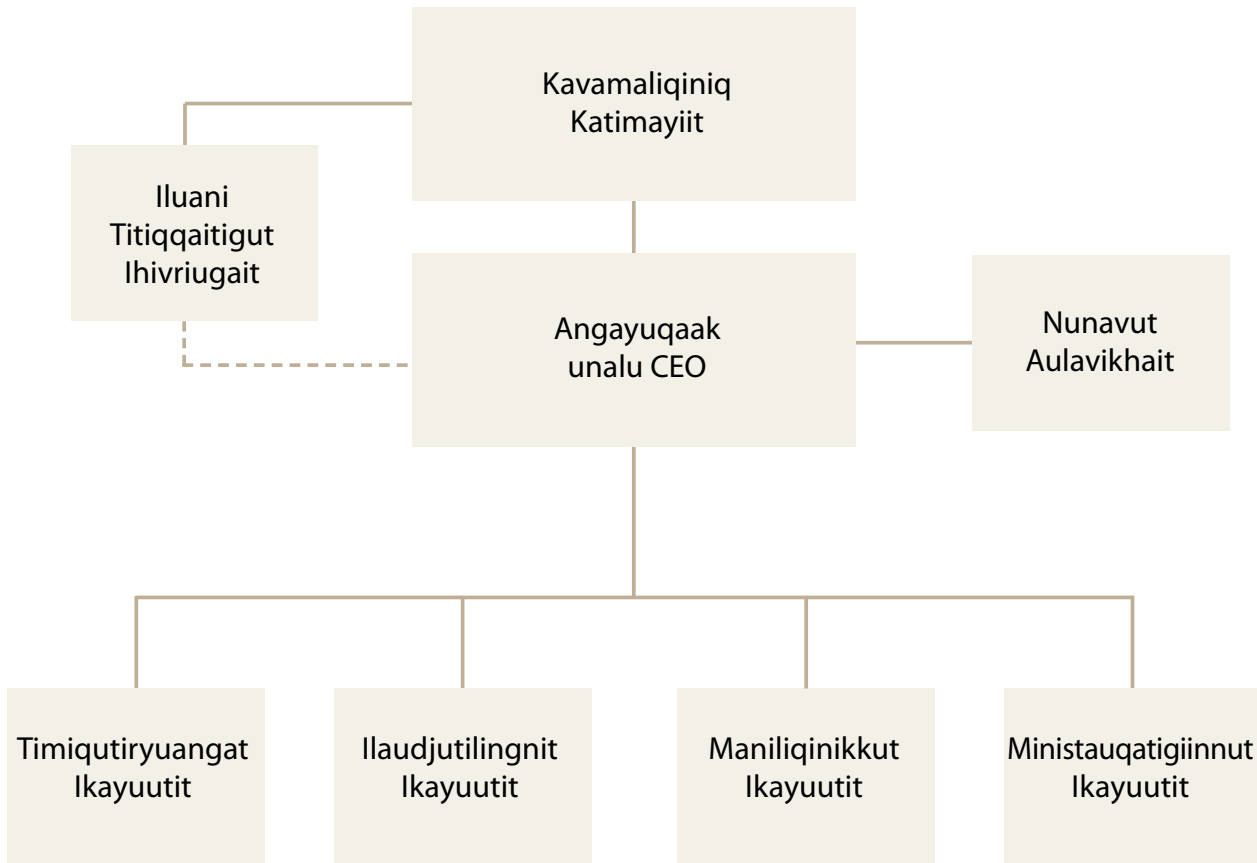 Kavamaliqiniq
Katimayiit
Iluani
Titiqqaitigut
Ihivriugait
Angayuqaak
unalu CEO
Nunavut
Aulavikhait
Timiqutiryuangat
Ikayuutit
Ilaudjutilingnit
Ikayuutit
Maniliqinikkut
Ikayuutit
Ministauqatigiinnut
Ikayuutit